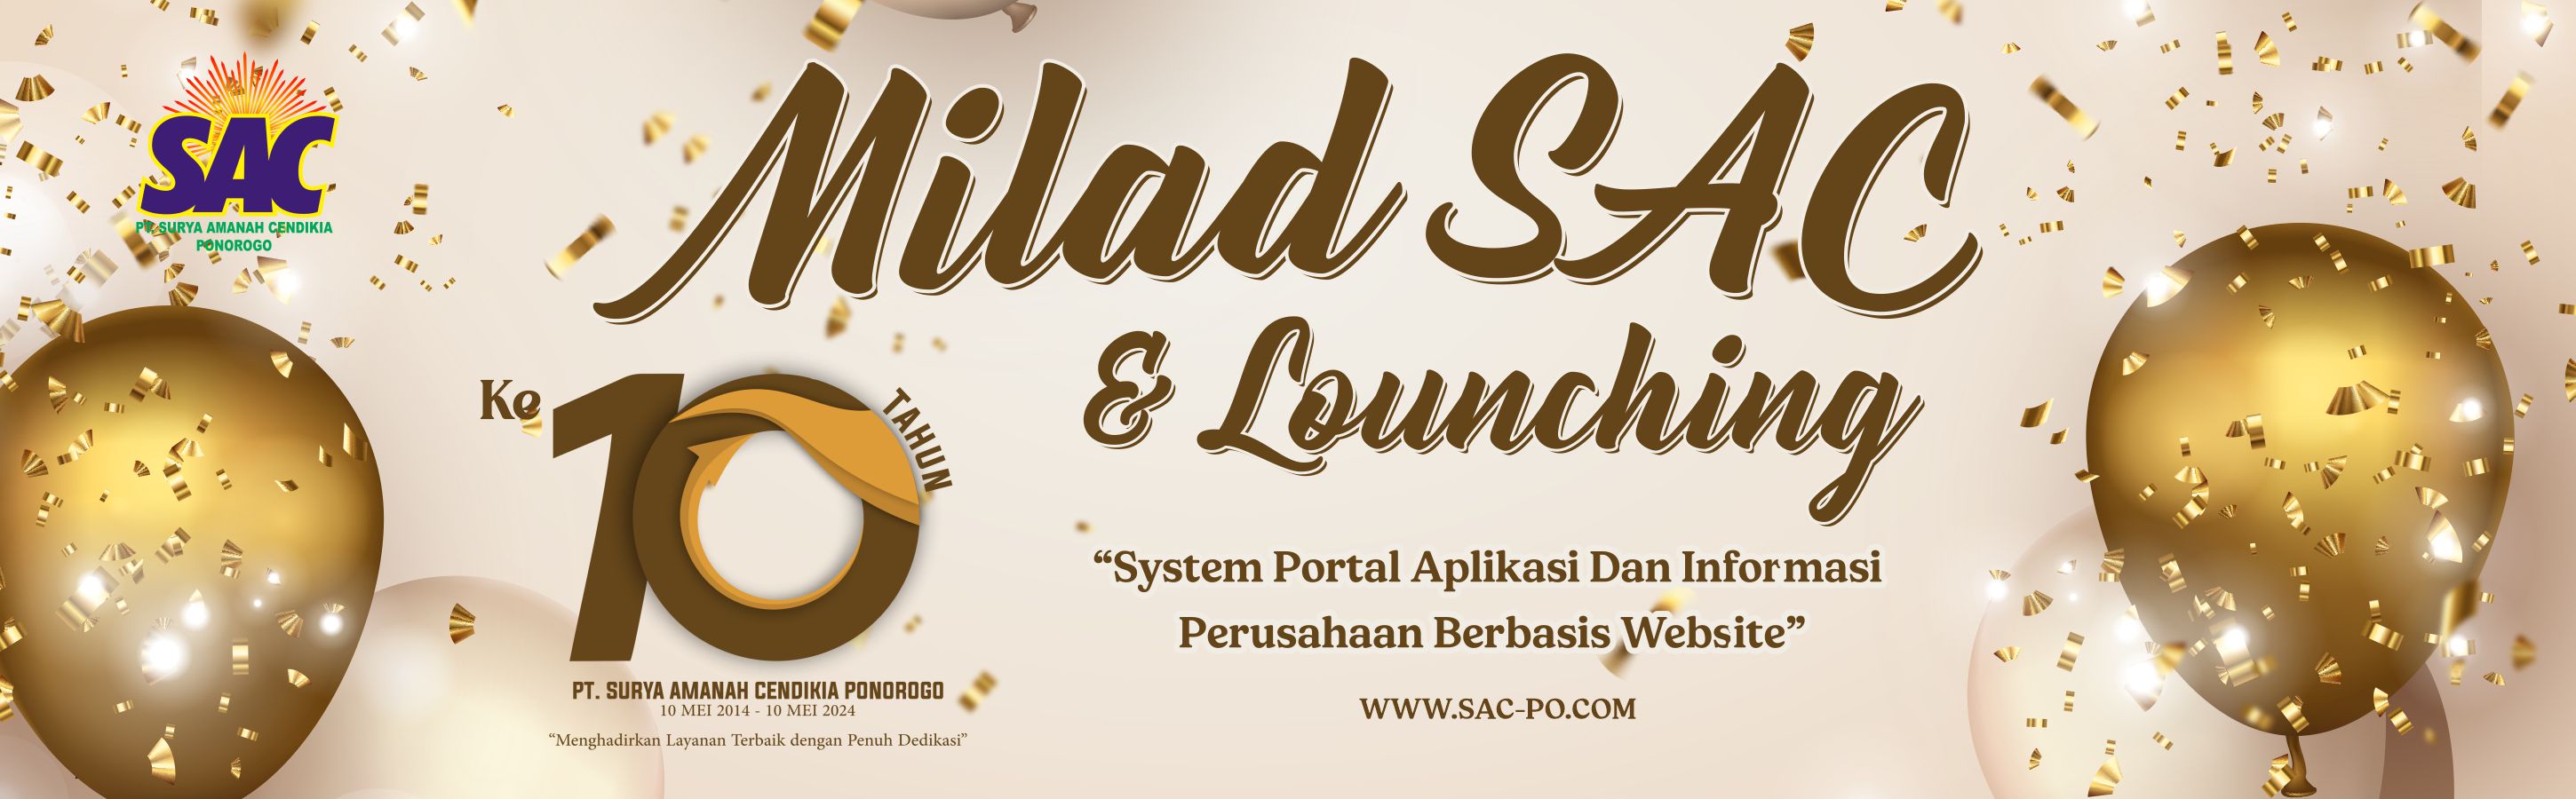 SAC
PT. SURYA AMANAH CENDIKIA
PONOROGO
Milad SAC
& Lounching
Ke
10
TAHUN
PT. SURYA AMANAH CENDIKIA PONOROGO
10 MEI 2014 - 10 MEI 2024
“Menghadirkan Layanan Terbaik dengan Penuh Dedikasi”
“System Portal Aplikasi Dan Informasi
Perusahaan Berbasis Website”
WWW.SAC-PO.COM